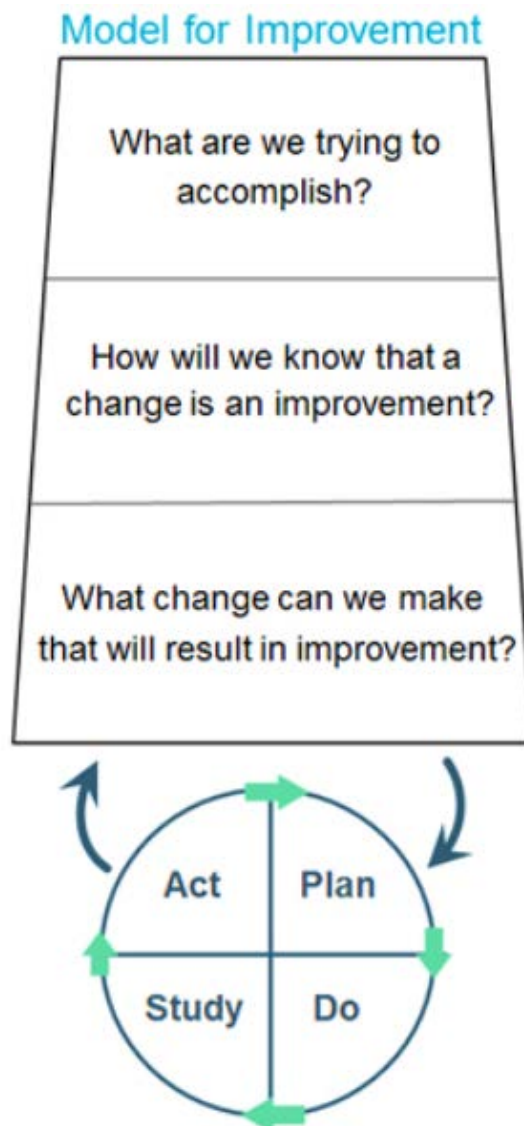 Model for Improvement
What are we trying to
accomplish?
How will we know that a
change is an improvement?
What change can we make
that will result in improvement?
Act
Plan
Study
Do